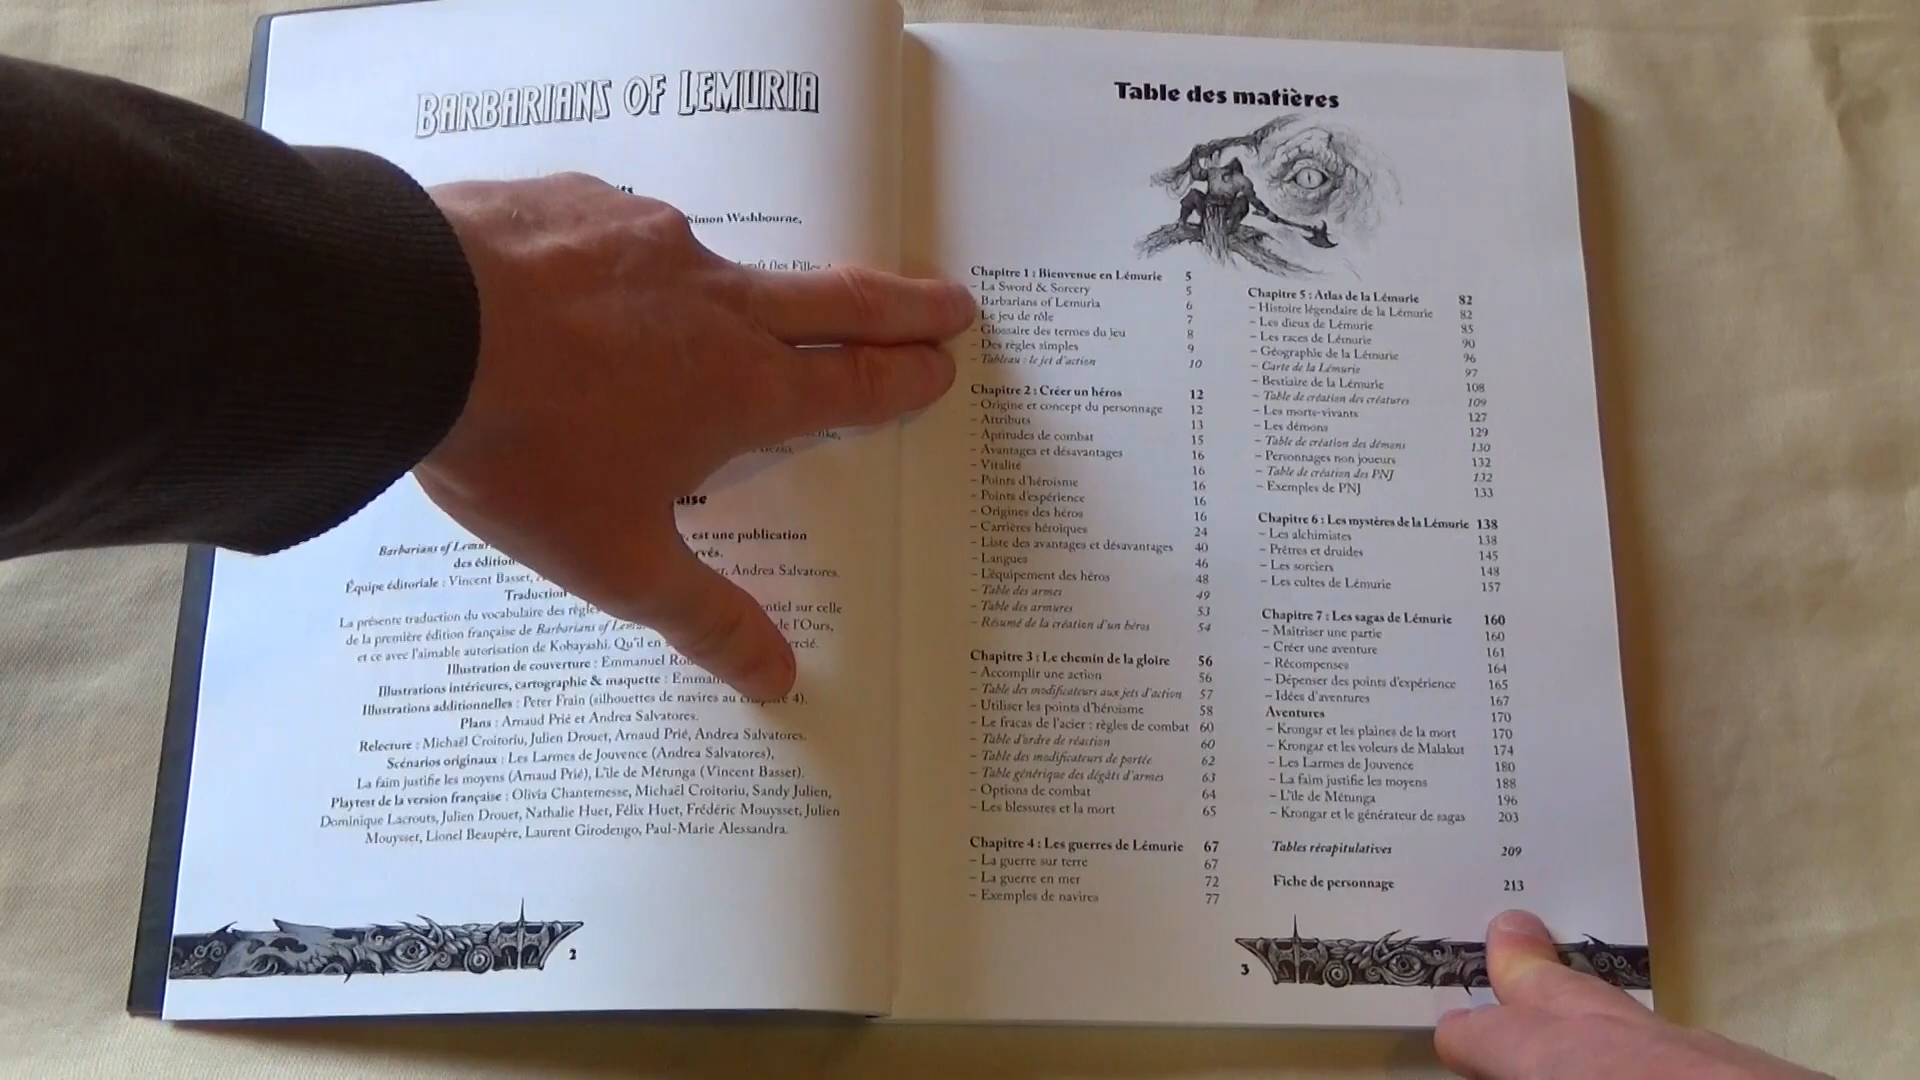 BARBARIANS OF LEMURIA
Simon Washbourne,
aise
est une publication
Barbarians of
des édition
Andrea Salvatores.
Équipe éditoriale : Vincent Basset,
Traduction
La présente traduction du vocabulaire des règles
entiel sur celle
de la première édition française de Barbarians of
de l'Ours,
et ce avec l'aimable autorisation de Kobayashi. Qu'il en
Illustration de couverture : Emmanuel
Illustrations intérieures, cartographie & maquette :
Illustrations additionnelles : Peter Frain (silhouettes de navires au chapitre 4).
Plans : Arnaud Prié et Andrea Salvatores.
Relecture : Michaël Croitoriu, Julien Drouet, Arnaud Prié, Andrea Salvatores.
Scénarios originaux : Les Larmes de Jouvence (Andrea Salvatores),
La faim justifie les moyens (Arnaud Prié), L'île de Métunga (Vincent Basset).
Playtest de la version française : Olivia Chantemesse, Michaël Croitoriu, Sandy Julien,
Dominique Lacrouts, Julien Drouet, Nathalie Huet, Félix Huet, Frédéric Mouysset, Julien
Mouysset, Lionel Beaupère, Laurent Girodengo, Paul-Marie Alessandra.
2
Table des matières
Chapitre 1 : Bienvenue en Lémurie 5
- La Sword & Sorcery 5
- Barbarians of Lemuria 6
- Le jeu de rôle 7
- Glossaire des termes du jeu 8
- Des règles simples 9
- Tableau : le jet d'action 10
Chapitre 2 : Créer un héros 12
- Origine et concept du personnage 12
- Attributs 13
- Aptitudes de combat 15
- Avantages et désavantages 16
- Vitalité 16
- Points d'héroïsme 16
- Points d'expérience 16
- Origines des héros 16
- Carrières héroïques 24
- Liste des avantages et désavantages 40
- Langues 46
- L'équipement des héros 48
- Table des armes 49
- Table des armures 53
- Résumé de la création d'un héros 54
Chapitre 3 : Le chemin de la gloire 56
- Accomplir une action 56
- Table des modificateurs aux jets d'action 57
- Utiliser les points d'héroïsme 58
- Le fracas de l'acier : règles de combat 60
- Table d'ordre de réaction 60
- Table des modificateurs de portée 62
- Table générique des dégâts d'armes 63
- Options de combat 64
- Les blessures et la mort 65
Chapitre 4 : Les guerres de Lémurie 67
- La guerre sur terre 67
- La guerre en mer 72
- Exemples de navires 77
Chapitre 5 : Atlas de la Lémurie 82
- Histoire légendaire de la Lémurie 82
- Les dieux de Lémurie 85
- Les races de Lémurie 90
- Géographie de la Lémurie 96
- Carte de la Lémurie 97
- Bestiaire de la Lémurie 108
- Table de création des créatures 109
- Les morts-vivants 127
- Les démons 129
- Table de création des démons 130
- Personnages non joueurs 132
- Table de création des PNJ 132
- Exemples de PNJ 133
Chapitre 6 : Les mystères de la Lémurie 138
- Les alchimistes 138
- Prêtres et druides 145
- Les sorciers 148
- Les cultes de Lémurie 157
Chapitre 7 : Les sagas de Lémurie 160
- Maîtriser une partie 160
- Créer une aventure 161
- Récompenses 164
- Dépenser des points d'expérience 165
- Idées d'aventures 167
Aventures 170
- Krongar et les plaines de la mort 170
- Krongar et les voleurs de Malakut 174
- Les Larmes de Jouvence 180
- La faim justifie les moyens 188
- L'île de Métunga 196
- Krongar et le générateur de sagas 203
Tables récapitulatives 209
Fiche de personnage 213
3